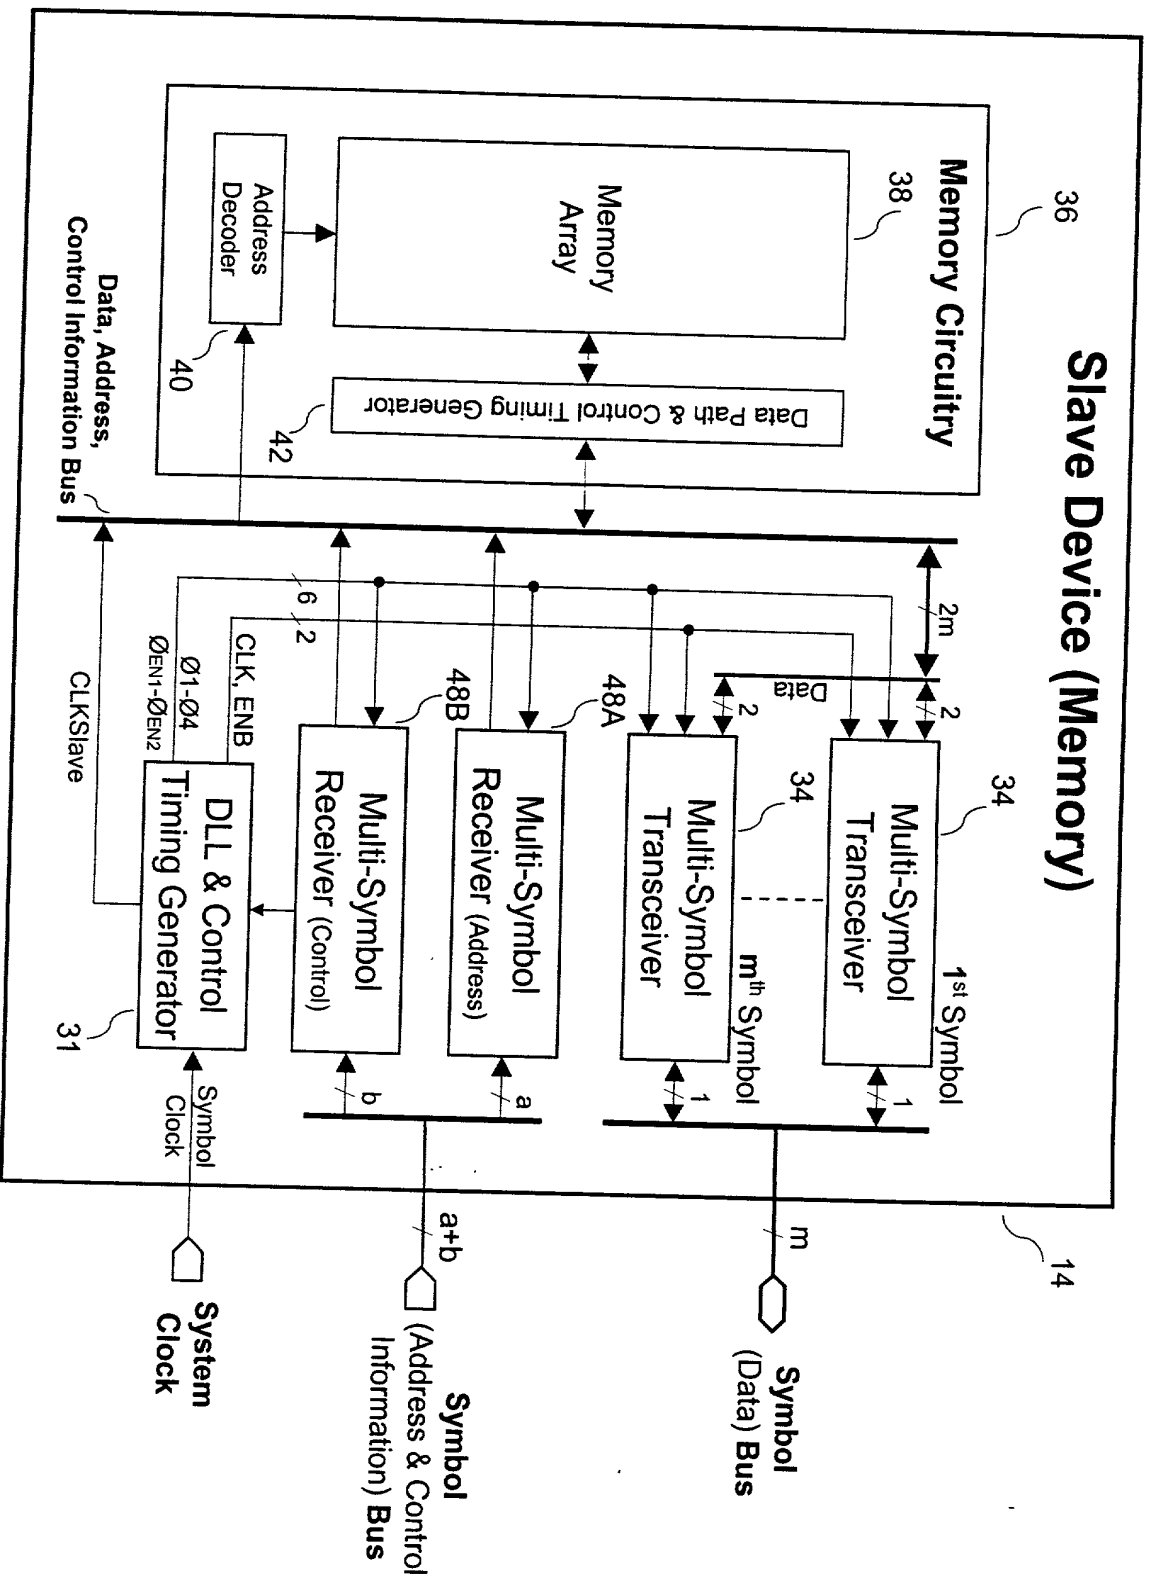 Slave Device (Memory)
14
36
Memory Circuitry
38
Memory
Array
Address
Decoder
40
Data Path & Control Timing Generator
42
Data, Address,
Control Information Bus
2m
2
2
Data
6
2
34
Multi-Symbol
Transceiver
1st Symbol
1
34
Multi-Symbol
Transceiver
mth Symbol
1
m
Symbol
(Data) Bus
48A
Multi-Symbol
Receiver (Address)
a
48B
Multi-Symbol
Receiver (Control)
b
a+b
Symbol
(Address & Control
Information) Bus
CLK, ENB
Ø1-Ø4
ØEN1-ØEN2
CLKSlave
DLL & Control
Timing Generator
31
Symbol
Clock
System
Clock